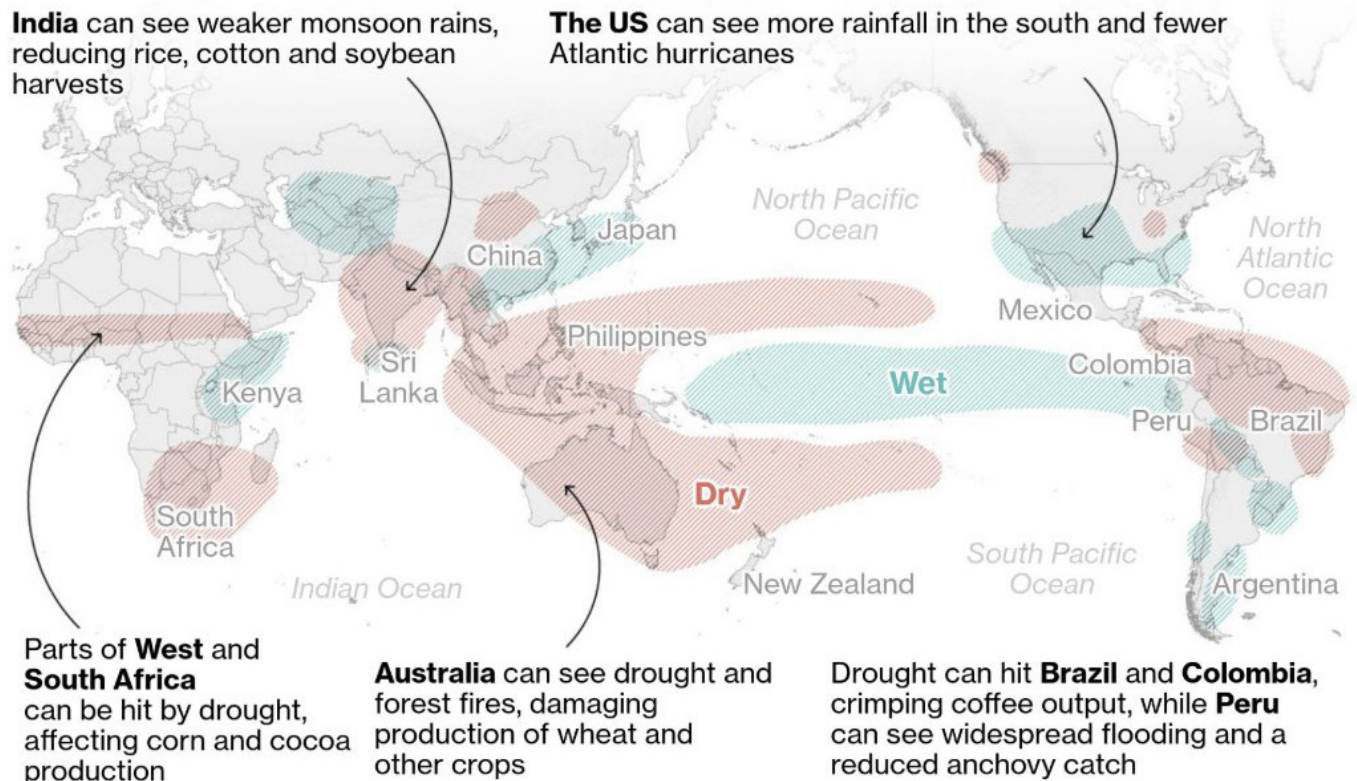 India can see weaker monsoon rains,
reducing rice, cotton and soybean
harvests
The US can see more rainfall in the south and fewer
Atlantic hurricanes
North Pacific
Ocean
North
Atlantic
Ocean
Japan
China
Mexico
Philippines
Sri
Lanka
Kenya
Colombia
Wet
Peru
Brazil
Dry
South
Africa
South Pacific
Ocean
Indian Ocean
New Zealand
Argentina
Parts of West and
South Africa
can be hit by drought,
affecting corn and cocoa
production
Australia can see drought and
forest fires, damaging
production of wheat and
other crops
Drought can hit Brazil and Colombia,
crimping coffee output, while Peru
can see widespread flooding and a
reduced anchovy catch